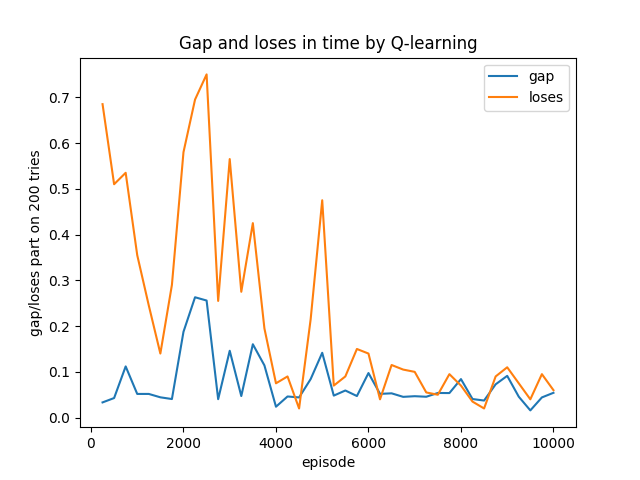 Gap and loses in time by Q-learning
gap
loses
gap/loses part on 200 tries
0.7
0.6
0.5
0.4
0.3
0.2
0.1
0.0
0 2000 4000 6000 8000 10000
episode